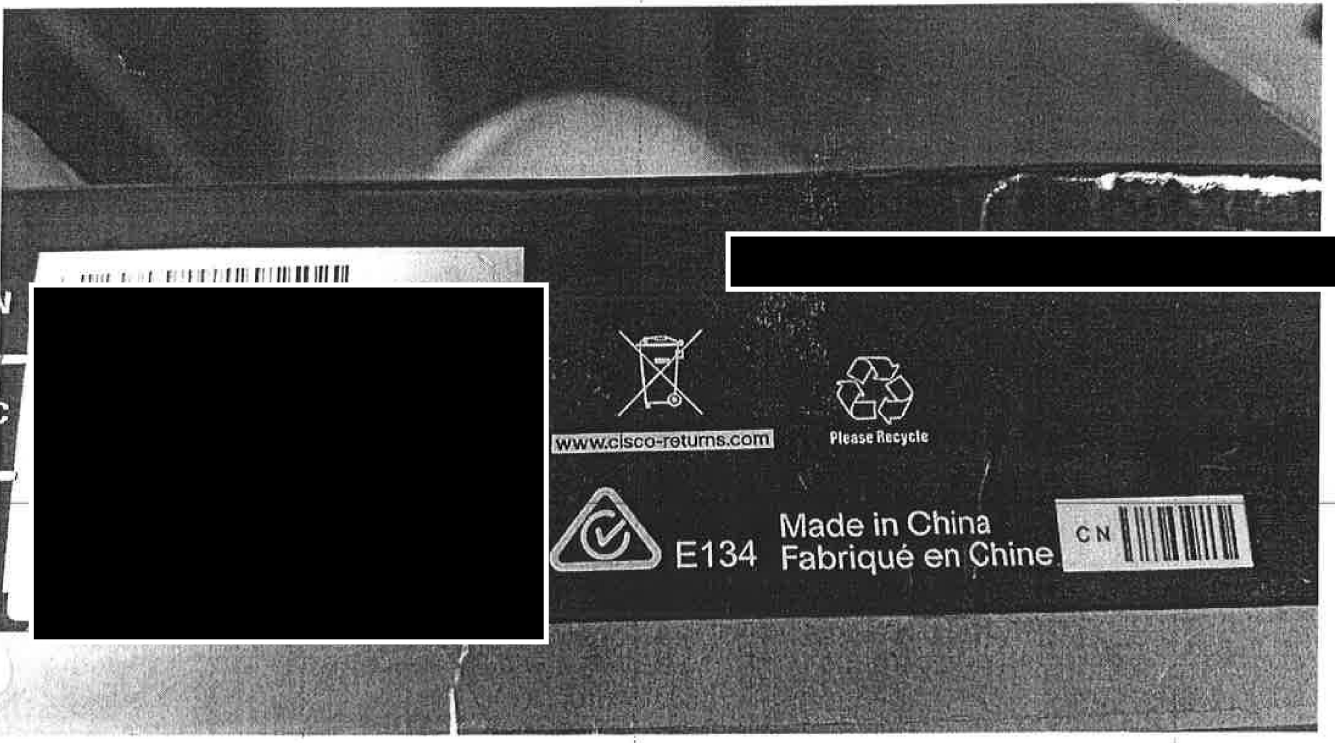 N
C
www.cisco-returns.com
Please Recycle
E134
Made in China
Fabriqué en Chine
CN